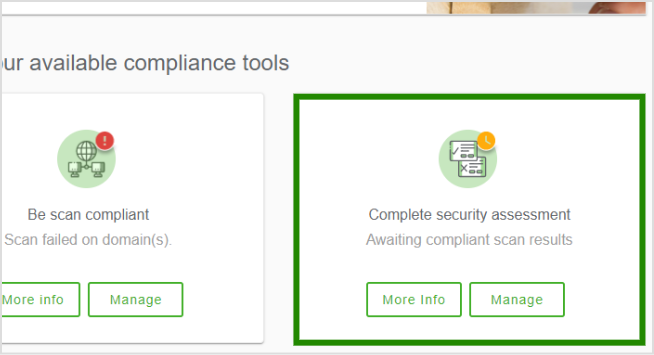 ur available compliance tools
Be scan compliant
Scan failed on domain(s).
More info
Manage
Complete security assessment
Awaiting compliant scan results
More Info
Manage